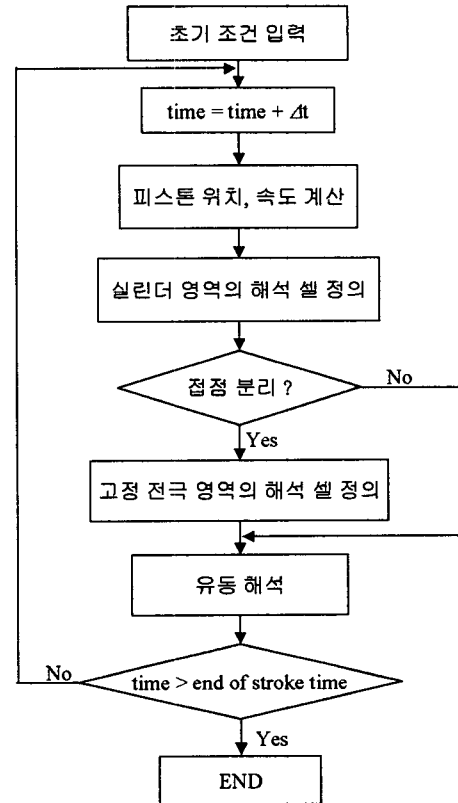 초기 조건 입력
time = time + Δt
피스톤 위치, 속도 계산
실린더 영역의 해석 셀 정의
접점 분리 ?
No
Yes
고정 전극 영역의 해석 셀 정의
유동 해석
No
time > end of stroke time
Yes
END